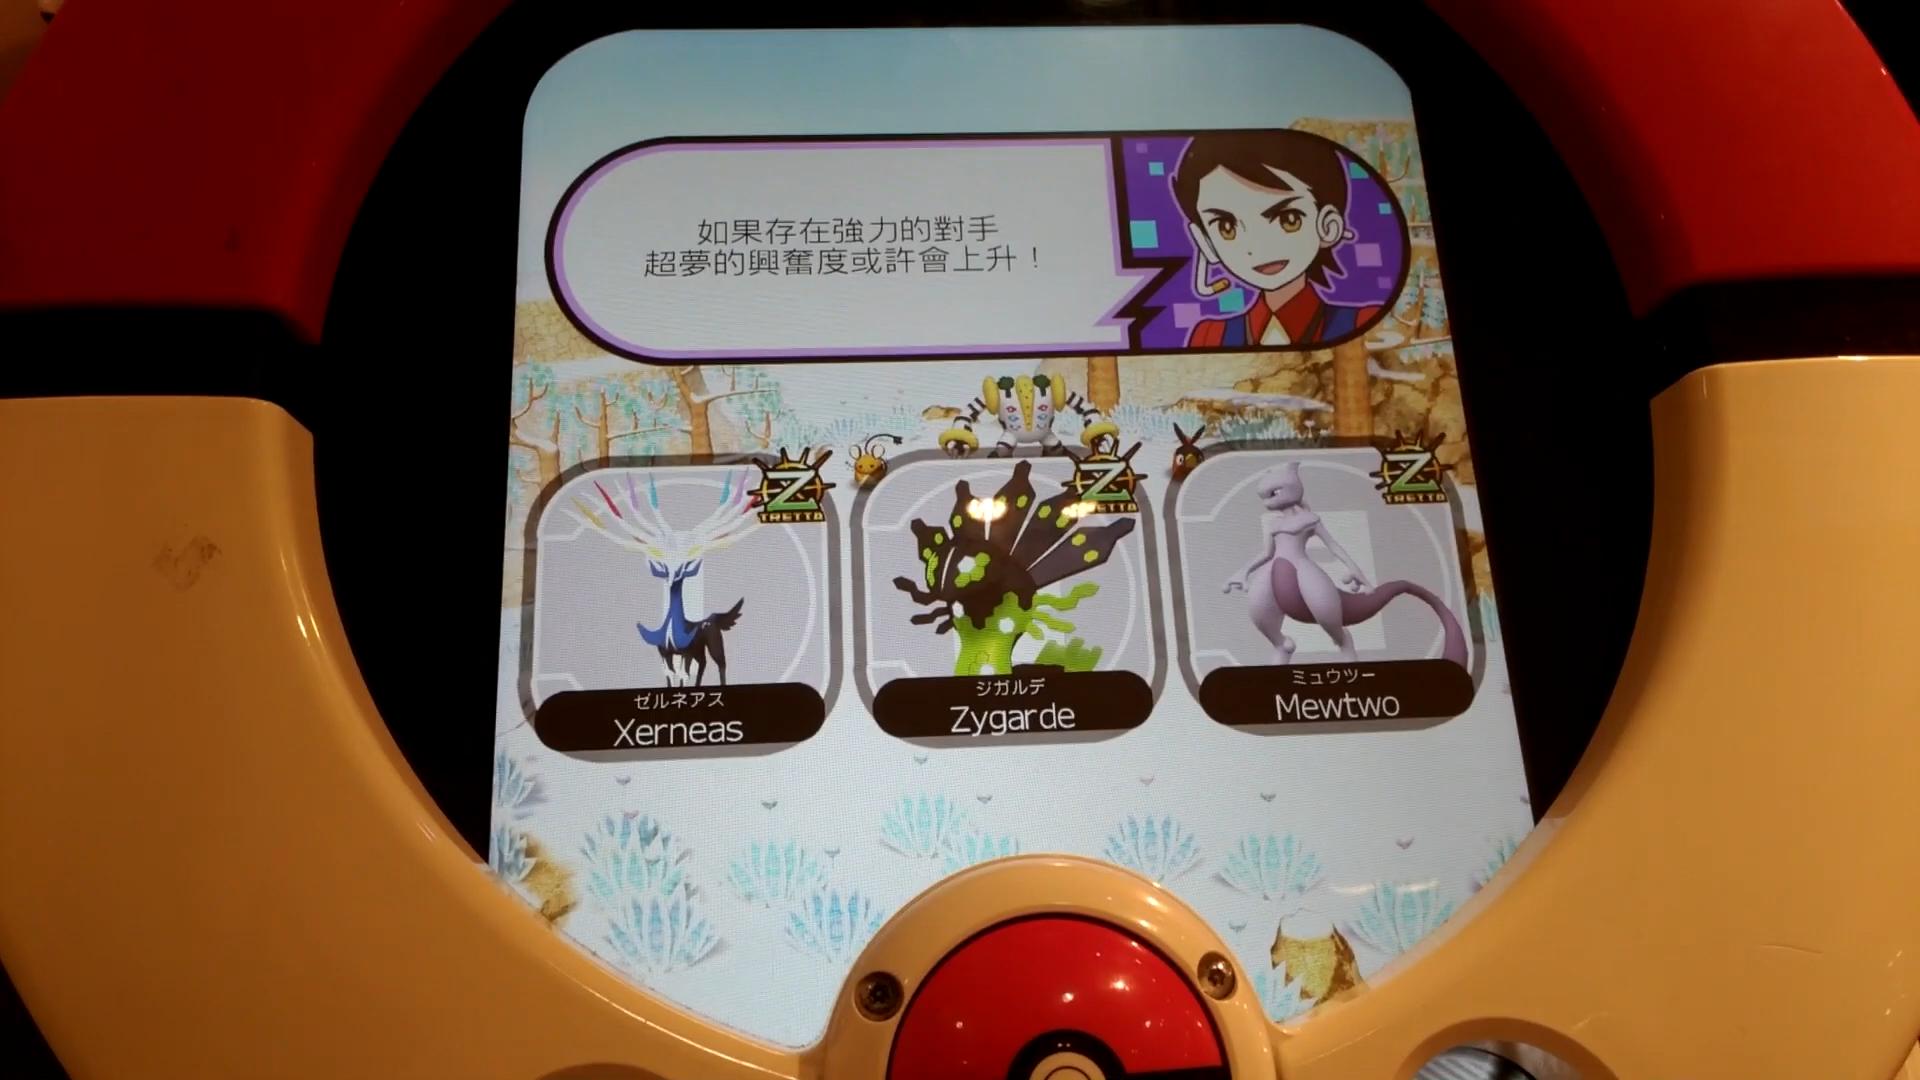 如果存在強力的對手
超夢的興奮度或許會上升！
Z
TRETTA
Z
TRETTA
Z
TRETTA
ゼルネアス
Xerneas
ジガルデ
Zygarde
ミュウツー
Mewtwo